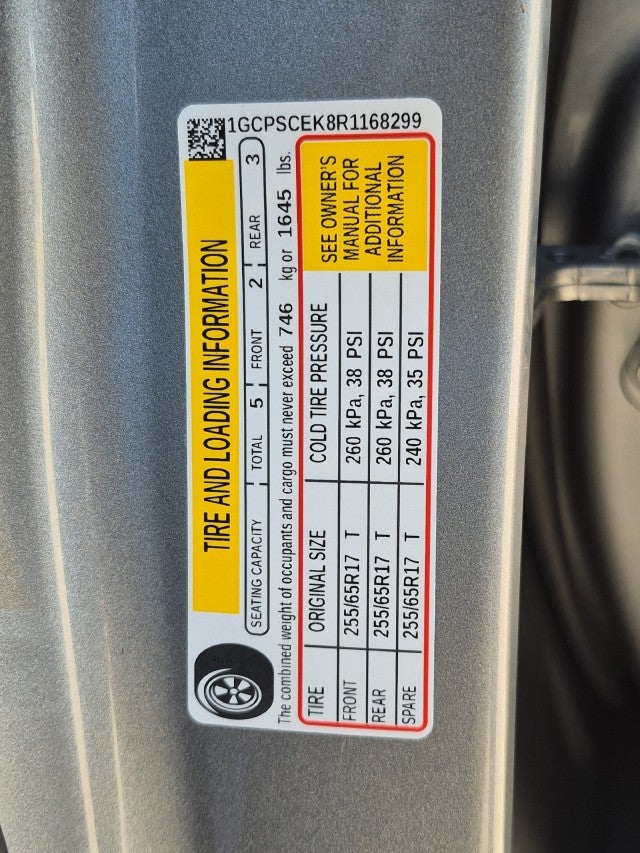 1GCPSCEK8R1168299
TIRE AND LOADING INFORMATION
SEATING CAPACITY TOTAL 5 FRONT 2 REAR 3
The combined weight of occupants and cargo must never exceed 746 kg or 1645 lbs.
TIRE ORIGINAL SIZE COLD TIRE PRESSURE
FRONT 255/65R17 T 260 kPa, 38 PSI
REAR 255/65R17 T 260 kPa, 38 PSI
SPARE 255/65R17 T 240 kPa, 35 PSI
SEE OWNER'S
MANUAL FOR
ADDITIONAL
INFORMATION